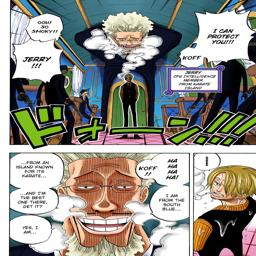 I CAN
PROTECT
YOU!!!
OOH!
SO
SHOKY!!
KOFF
JERRY
!!!
JERRY
CP6 INTELLIGENCE
MEMBER
FROM KARATE
ISLAND
ドォーン!!!
HA
HA
HA
HA!
KOFF
!!
...FROM AN
ISLAND KNOWN
FOR ITS
KARATE...
...AND I'M
THE BEST
ONE THERE,
GET IT?
I AM
FROM THE
SOUTH
BLUE...
YES, I
AM...